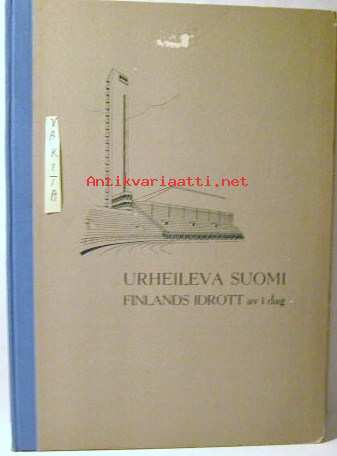 Antikvariaatti.net
URHEILEVA SUOMI
FINLANDS IDROTT av i dag